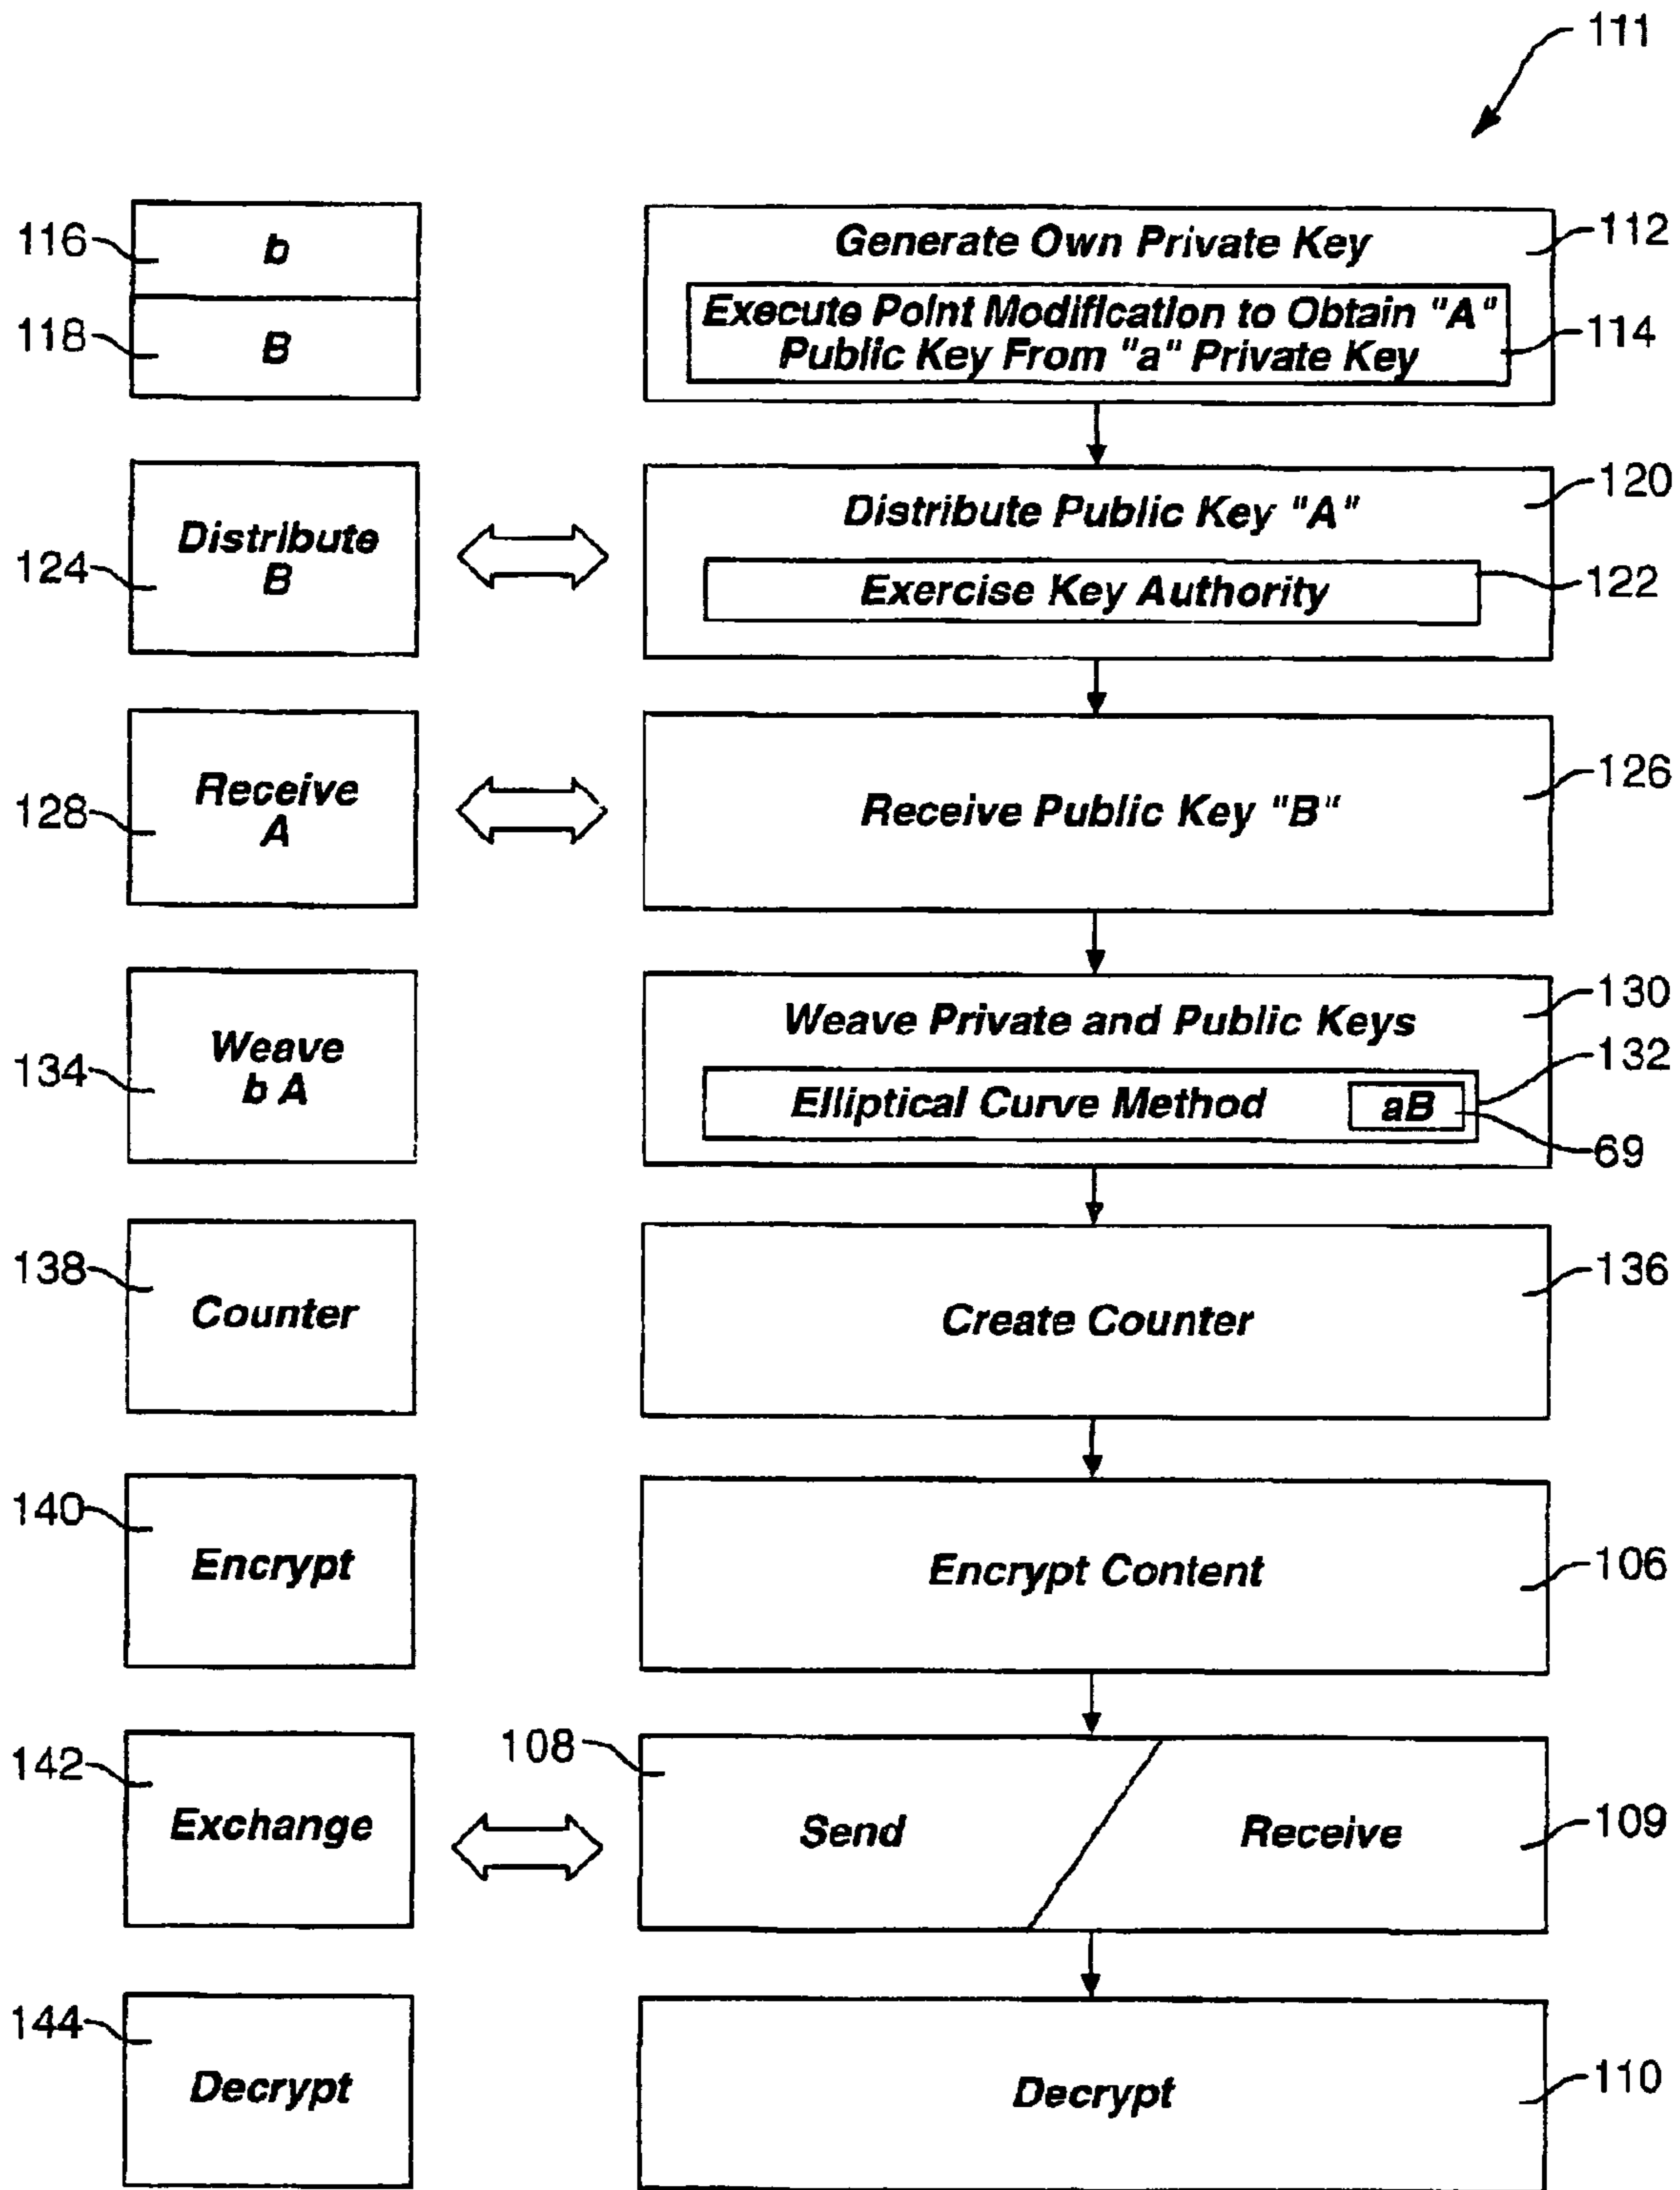 111
116
b
Generate Own Private Key
112
118
B
Execute Point Modification to Obtain "A"
Public Key From "a" Private Key
114
124
Distribute
B
Distribute Public Key "A"
120
Exercise Key Authority
122
128
Receive
A
Receive Public Key "B"
126
134
Weave
b A
Weave Private and Public Keys
130
Elliptical Curve Method
aB
132
69
138
Counter
Create Counter
136
140
Encrypt
Encrypt Content
106
142
Exchange
108
Send
Receive
109
144
Decrypt
Decrypt
110